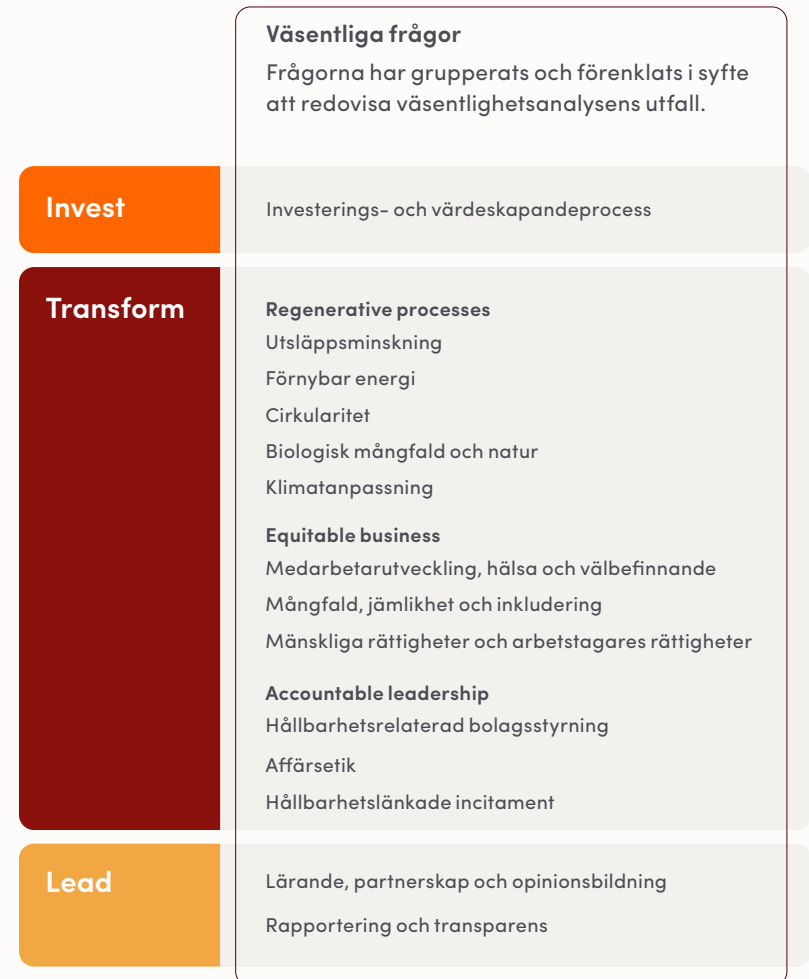 Väsentliga frågor
Frågorna har grupperats och förenklats i syfte
att redovisa väsentlighetsanalysens utfall.
Invest
Investerings- och värdeskapandeprocess
Transform
Regenerative processes
Utsläppsminskning
Förnybar energi
Cirkularitet
Biologisk mångfald och natur
Klimatanpassning
Equitable business
Medarbetarutveckling, hälsa och välbefinnande
Mångfald, jämlikhet och inkludering
Mänskliga rättigheter och arbetstagares rättigheter
Accountable leadership
Hållbarhetsrelaterad bolagsstyrning
Affärsetik
Hållbarhetslänkade incitament
Lead
Lärande, partnerskap och opinionsbildning
Rapportering och transparens